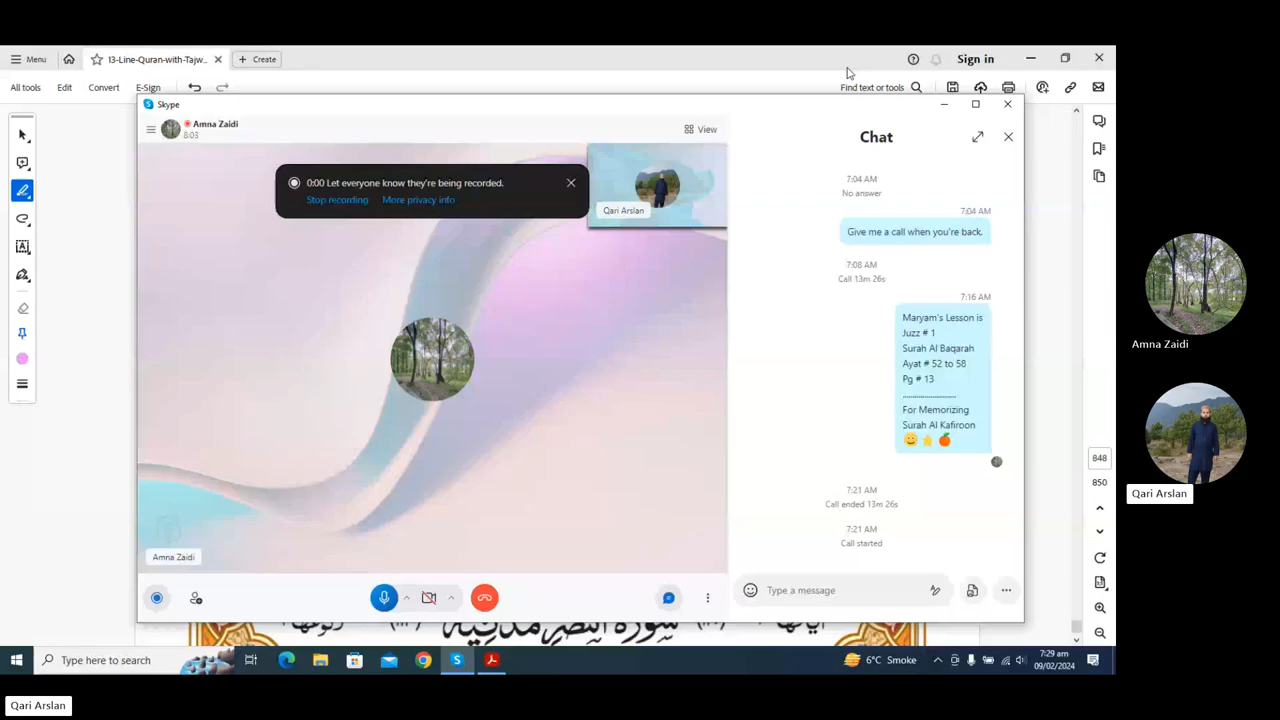 Menu
13-Line-Quran-with-Tajw...
Create
Sign in
All tools
Edit
Convert
E-Sign
Find text or tools
Skype
Amna Zaidi
8:03
View
0:00 Let everyone know they're being recorded.
Stop recording
More privacy info
Qari Arslan
Amna Zaidi
Chat
7:04 AM
No answer
7:04 AM
Give me a call when you're back.
7:08 AM
Call 13m 26s
7:16 AM
Maryam's Lesson is
Juzz # 1
Surah Al Baqarah
Ayat # 52 to 58
Pg # 13
........................
For Memorizing
Surah Al Kafiroon
7:21 AM
Call ended 13m 26s
7:21 AM
Call started
Type a message
848
850
Amna Zaidi
Qari Arslan
سورة النصر مدنية
Type here to search
6°C Smoke
7:29 am
09/02/2024
Qari Arslan